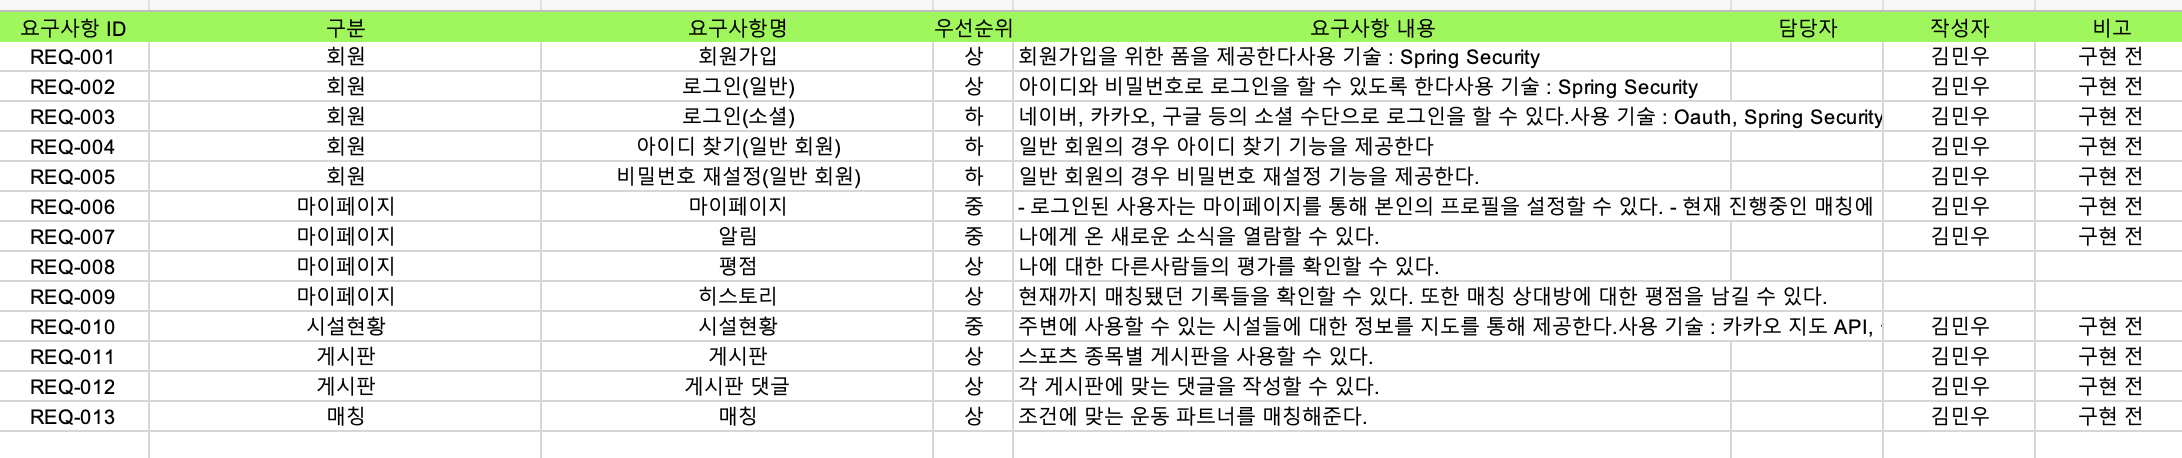 요구사항 ID 구분 요구사항명 우선순위 요구사항 내용 담당자 작성자 비고
REQ-001 회원 회원가입 상 회원가입을 위한 폼을 제공한다사용 기술 : Spring Security 김민우 구현 전
REQ-002 회원 로그인(일반) 상 아이디와 비밀번호로 로그인을 할 수 있도록 한다사용 기술 : Spring Security 김민우 구현 전
REQ-003 회원 로그인(소셜) 하 네이버, 카카오, 구글 등의 소셜 수단으로 로그인을 할 수 있다.사용 기술 : Oauth, Spring Security 김민우 구현 전
REQ-004 회원 아이디 찾기(일반 회원) 하 일반 회원의 경우 아이디 찾기 기능을 제공한다 김민우 구현 전
REQ-005 회원 비밀번호 재설정(일반 회원) 하 일반 회원의 경우 비밀번호 재설정 기능을 제공한다. 김민우 구현 전
REQ-006 마이페이지 마이페이지 중 - 로그인된 사용자는 마이페이지를 통해 본인의 프로필을 설정할 수 있다. - 현재 진행중인 매칭에 김민우 구현 전
REQ-007 마이페이지 알림 중 나에게 온 새로운 소식을 열람할 수 있다. 김민우 구현 전
REQ-008 마이페이지 평점 상 나에 대한 다른사람들의 평가를 확인할 수 있다.
REQ-009 마이페이지 히스토리 상 현재까지 매칭됐던 기록들을 확인할 수 있다. 또한 매칭 상대방에 대한 평점을 남길 수 있다.
REQ-010 시설현황 시설현황 중 주변에 사용할 수 있는 시설들에 대한 정보를 지도를 통해 제공한다.사용 기술 : 카카오 지도 API, 김민우 구현 전
REQ-011 게시판 게시판 상 스포츠 종목별 게시판을 사용할 수 있다. 김민우 구현 전
REQ-012 게시판 게시판 댓글 상 각 게시판에 맞는 댓글을 작성할 수 있다. 김민우 구현 전
REQ-013 매칭 매칭 상 조건에 맞는 운동 파트너를 매칭해준다. 김민우 구현 전